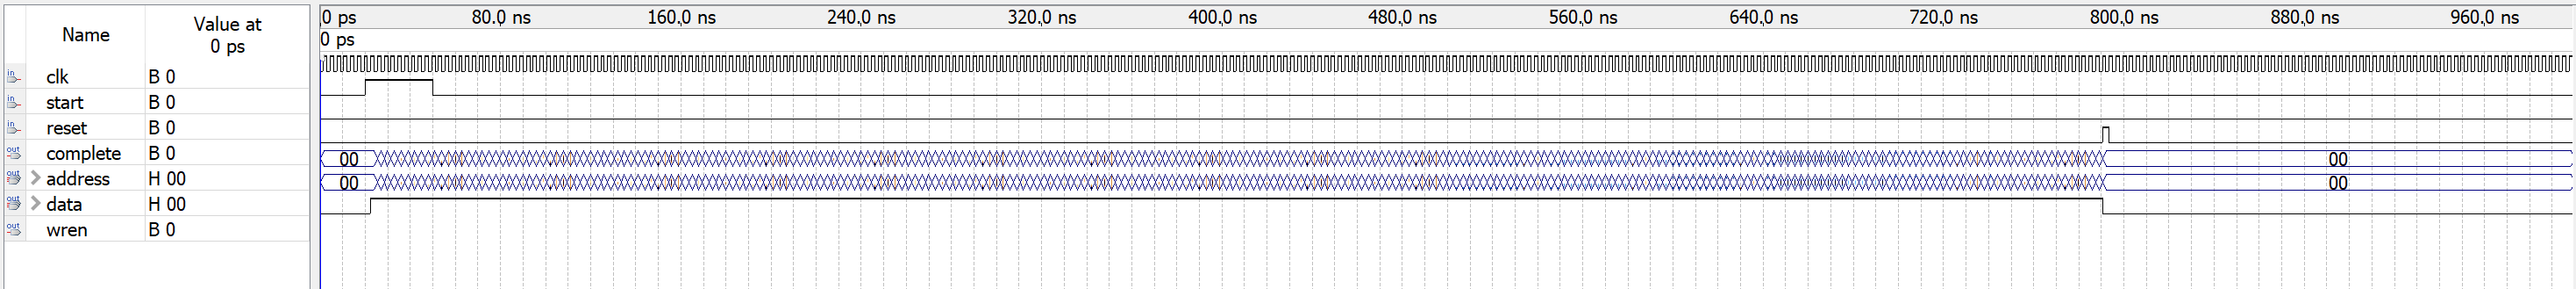 Name Value at 0 ps
0 ps 80.0 ns 160.0 ns 240.0 ns 320.0 ns 400.0 ns 480.0 ns 560.0 ns 640.0 ns 720.0 ns 800.0 ns 880.0 ns 960.0 ns
0 ps
in clk B 0
in start B 0
in reset B 0
out complete B 0 00 00
out address H 00 00 00
out data H 00
out wren B 0